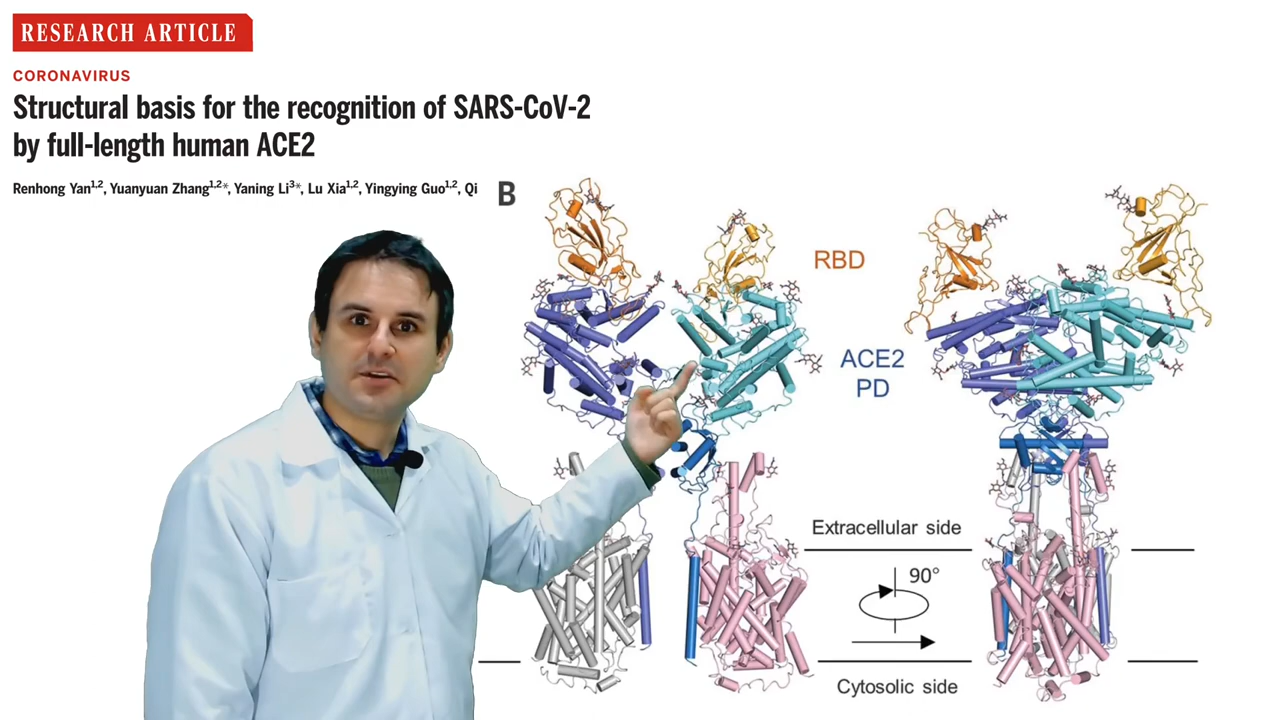 RESEARCH ARTICLE
CORONAVIRUS
Structural basis for the recognition of SARS-CoV-2
by full-length human ACE2
Renhong Yan1,2, Yuanyuan Zhang1,2*, Yaning Li3*, Lu Xia1,2, Yingying Guo1,2, Qi
B
RBD
ACE2
PD
Extracellular side
90°
Cytosolic side